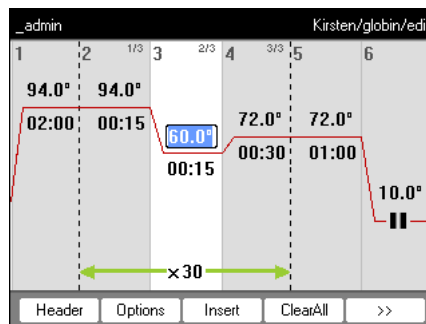 _admin Kirsten/globin/edi
1 2 1/3 3 2/3 4 3/3 5 6
94.0° 94.0° 60.0° 72.0° 72.0° 10.0°
02:00 00:15 00:15 00:30 01:00
×30
Header Options Insert ClearAll >>